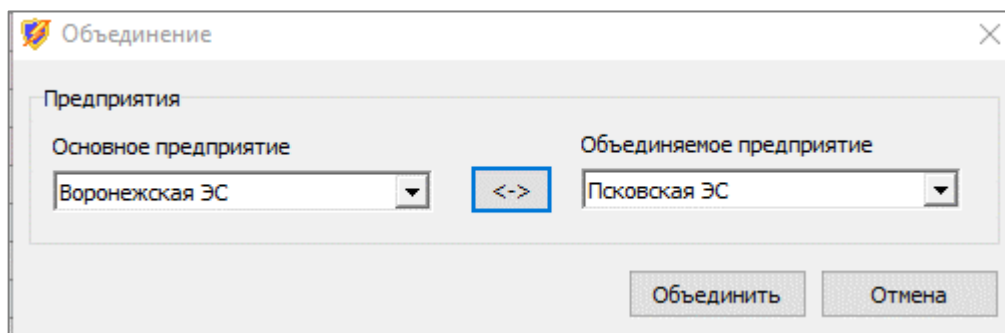 Объединение
Предприятия
Основное предприятие
Объединяемое предприятие
Воронежская ЭС
<->
Псковская ЭС
Объединить
Отмена